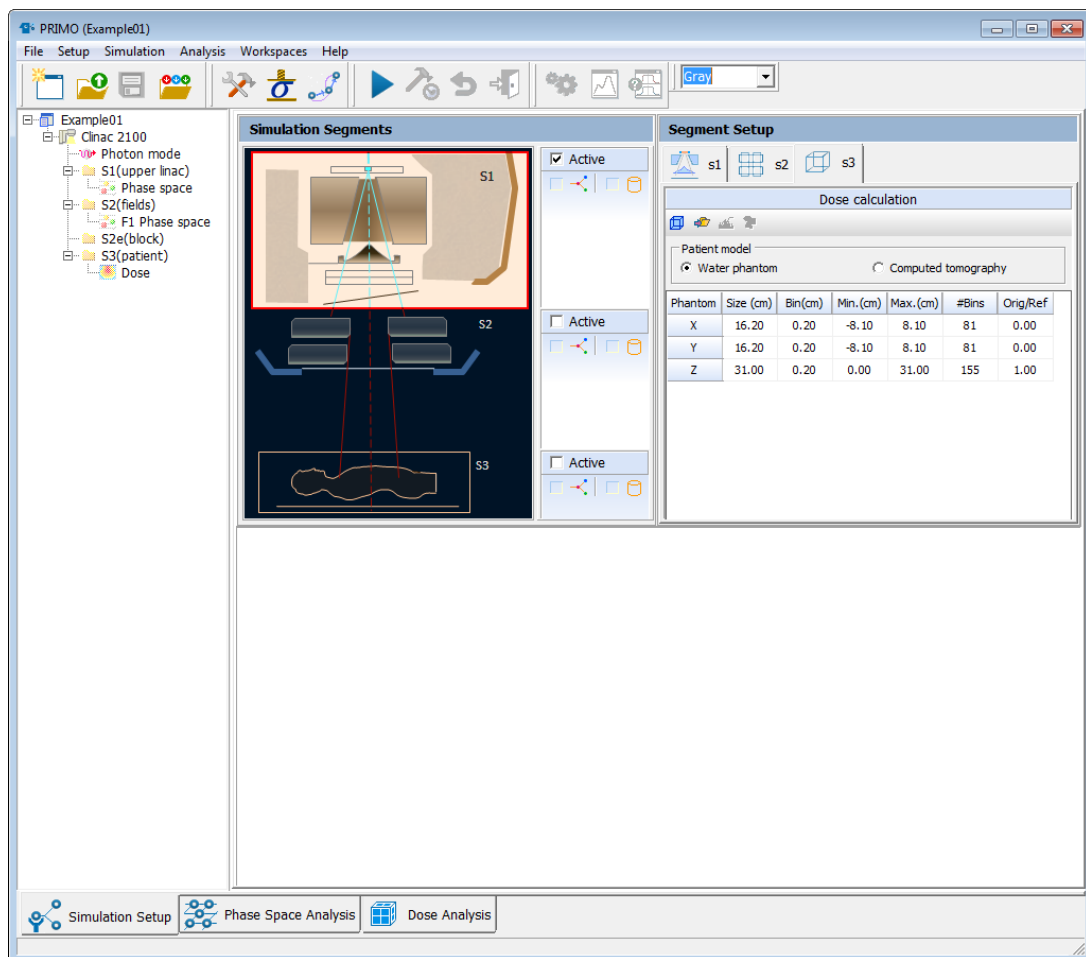 PRIMO (Example01)
File Setup Simulation Analysis Workspaces Help
σ
Gray
Example01
Clinac 2100
Photon mode
S1(upper linac)
Phase space
S2(fields)
F1 Phase space
S2e(block)
S3(patient)
Dose
Simulation Segments
S1
Active
S2
Active
S3
Active
Segment Setup
s1 s2 s3
Dose calculation
Patient model
Water phantom Computed tomography
Phantom Size (cm) Bin(cm) Min.(cm) Max.(cm) #Bins Orig/Ref
X 16.20 0.20 -8.10 8.10 81 0.00
Y 16.20 0.20 -8.10 8.10 81 0.00
Z 31.00 0.20 0.00 31.00 155 1.00
Simulation Setup Phase Space Analysis Dose Analysis